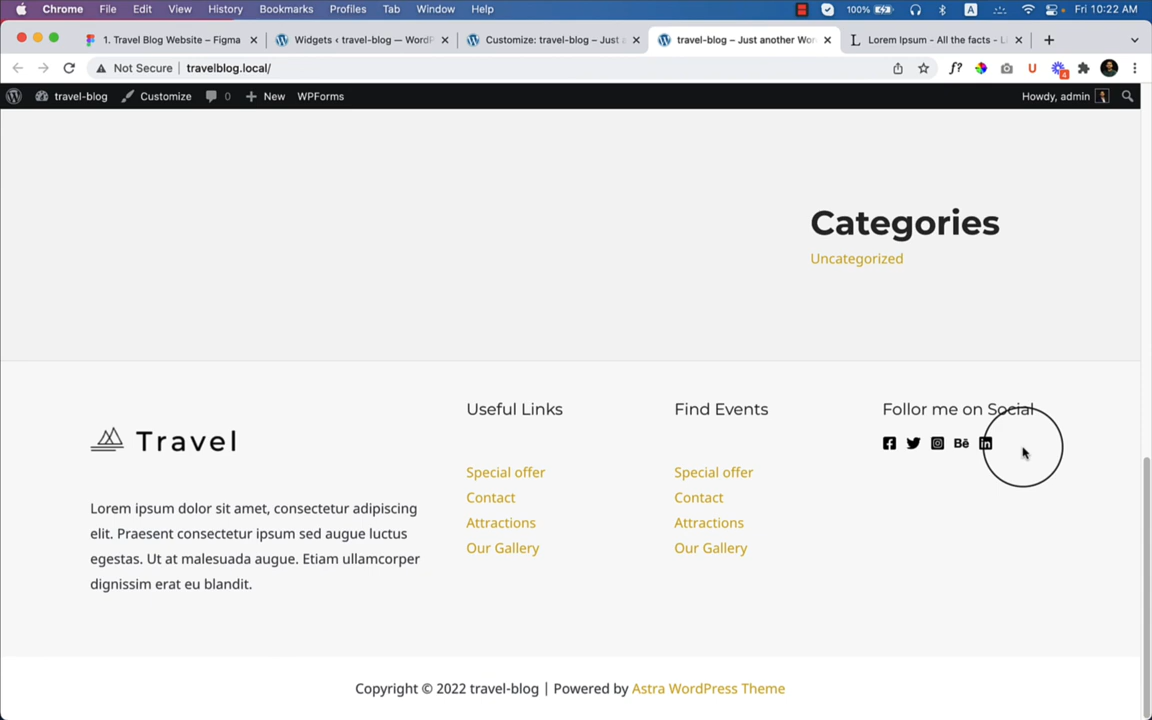 Chrome File Edit View History Bookmarks Profiles Tab Window Help 100% A Fri 10:22 AM
1. Travel Blog Website – Figma Widgets ‹ travel-blog — WordP Customize: travel-blog – Just a travel-blog – Just another Wor L Lorem Ipsum - All the facts - L
Not Secure travelblog.local/ f? U 4
travel-blog Customize 0 New WPForms Howdy, admin
Categories
Uncategorized
Useful Links Find Events Follor me on Social
Travel Bē in
Special offer Special offer
Contact Contact
Attractions Attractions
Our Gallery Our Gallery
Lorem ipsum dolor sit amet, consectetur adipiscing
elit. Praesent consectetur ipsum sed augue luctus
egestas. Ut at malesuada augue. Etiam ullamcorper
dignissim erat eu blandit.
Copyright © 2022 travel-blog | Powered by Astra WordPress Theme